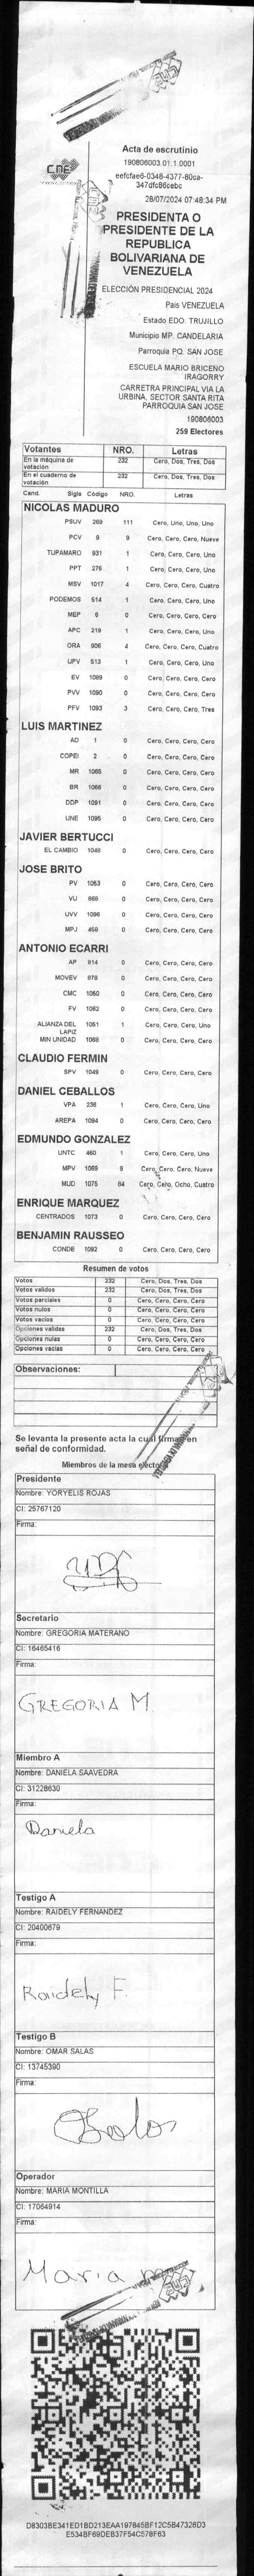 CNE
Acta de escrutinio
190806003.01.1.0001
eefcfae6-0348-4377-80ca-
347dfc86cebc
28/07/2024 07:48:34 PM
PRESIDENTA O
PRESIDENTE DE LA
REPUBLICA
BOLIVARIANA DE
VENEZUELA
ELECCIÓN PRESIDENCIAL 2024
Pais VENEZUELA
Estado EDO. TRUJILLO
Municipio MP. CANDELARIA
Parroquia PQ. SAN JOSE
ESCUELA MARIO BRICEÑO
IRAGORRY
CARRETRA PRINCIPAL VIA LA
URBINA, SECTOR SANTA RITA
PARROQUIA SAN JOSE
190806003
259 Electores
Votantes NRO. Letras
En la máquina de votación 232 Cero, Dos, Tres, Dos
En el cuaderno de votación 232 Cero, Dos, Tres, Dos
Cand. Sigls Código NRO. Letras
NICOLAS MADURO
PSUV 269 111 Cero, Uno, Uno, Uno
PCV 9 9 Cero, Cero, Cero, Nueve
TUPAMARO 931 1 Cero, Cero, Cero, Uno
PPT 276 1 Cero, Cero, Cero, Uno
MSV 1017 4 Cero, Cero, Cero, Cuatro
PODEMOS 514 1 Cero, Cero, Cero, Uno
MEP 6 0 Cero, Cero, Cero, Cero
APC 219 1 Cero, Cero, Cero, Uno
ORA 906 4 Cero, Cero, Cero, Cuatro
UPV 513 1 Cero, Cero, Cero, Uno
EV 1089 0 Cero, Cero, Cero, Cero
PVV 1090 0 Cero, Cero, Cero, Cero
PFV 1093 3 Cero, Cero, Cero, Tres
LUIS MARTINEZ
AD 1 0 Cero, Cero, Cero, Cero
COPEI 2 0 Cero, Cero, Cero, Cero
MR 1065 0 Cero, Cero, Cero, Cero
BR 1066 0 Cero, Cero, Cero, Cero
DDP 1091 0 Cero, Cero, Cero, Cero
UNE 1095 0 Cero, Cero, Cero, Cero
JAVIER BERTUCCI
EL CAMBIO 1048 0 Cero, Cero, Cero, Cero
JOSE BRITO
PV 1053 0 Cero, Cero, Cero, Cero
VU 969 0 Cero, Cero, Cero, Cero
UVV 1096 0 Cero, Cero, Cero, Cero
MPJ 459 0 Cero, Cero, Cero, Cero
ANTONIO ECARRI
AP 914 0 Cero, Cero, Cero, Cero
MOVEV 978 0 Cero, Cero, Cero, Cero
CMC 1050 0 Cero, Cero, Cero, Cero
FV 1062 0 Cero, Cero, Cero, Cero
ALIANZA DEL LAPIZ 1051 1 Cero, Cero, Cero, Uno
MIN UNIDAD 1068 0 Cero, Cero, Cero, Cero
CLAUDIO FERMIN
SPV 1049 0 Cero, Cero, Cero, Cero
DANIEL CEBALLOS
VPA 236 1 Cero, Cero, Cero, Uno
AREPA 1094 0 Cero, Cero, Cero, Cero
EDMUNDO GONZALEZ
UNTC 460 1 Cero, Cero, Cero, Uno
MPV 1069 9 Cero, Cero, Cero, Nueve
MUD 1075 84 Cero, Cero, Ocho, Cuatro
ENRIQUE MARQUEZ
CENTRADOS 1073 0 Cero, Cero, Cero, Cero
BENJAMIN RAUSSEO
CONDE 1092 0 Cero, Cero, Cero, Cero
Resumen de votos
Votos 232 Cero, Dos, Tres, Dos
Votos validos 232 Cero, Dos, Tres, Dos
Votos parciales 0 Cero, Cero, Cero, Cero
Votos nulos 0 Cero, Cero, Cero, Cero
Votos vacios 0 Cero, Cero, Cero, Cero
Opciones validas 232 Cero, Dos, Tres, Dos
Opciones nulas 0 Cero, Cero, Cero, Cero
Opciones vacias 0 Cero, Cero, Cero, Cero
Observaciones:
Se levanta la presente acta la cual firman en
señal de conformidad.
Miembros de la mesa electoral
Presidente
Nombre: YORYELIS ROJAS
CI: 25767120
Firma:
Secretario
Nombre: GREGORIA MATERANO
CI: 16465416
Firma:
GREGORIA M
Miembro A
Nombre: DANIELA SAAVEDRA
CI: 31228630
Firma:
Daniela
Testigo A
Nombre: RAIDELY FERNANDEZ
CI: 20400679
Firma:
Raidely F.
Testigo B
Nombre: OMAR SALAS
CI: 13745390
Firma:
Operador
Nombre: MARIA MONTILLA
CI: 17064914
Firma:
Maria m
D8303BE341ED1BD213EAA197845BF12C5B47326D3
E534BF69DEB37F54C578F63